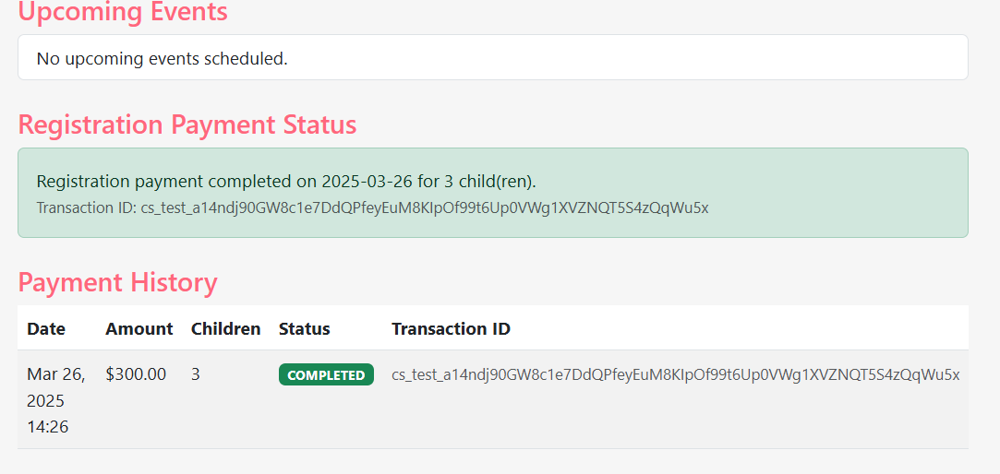 Upcoming Events
No upcoming events scheduled.
Registration Payment Status
Registration payment completed on 2025-03-26 for 3 child(ren).
Transaction ID: cs_test_a14ndj90GW8c1e7DdQPfeyEuM8KIpOf99t6Up0VWg1XVZNQT5S4zQqWu5x
Payment History
Date Amount Children Status Transaction ID
Mar 26, $300.00 3 COMPLETED cs_test_a14ndj90GW8c1e7DdQPfeyEuM8KIpOf99t6Up0VWg1XVZNQT5S4zQqWu5x
2025
14:26